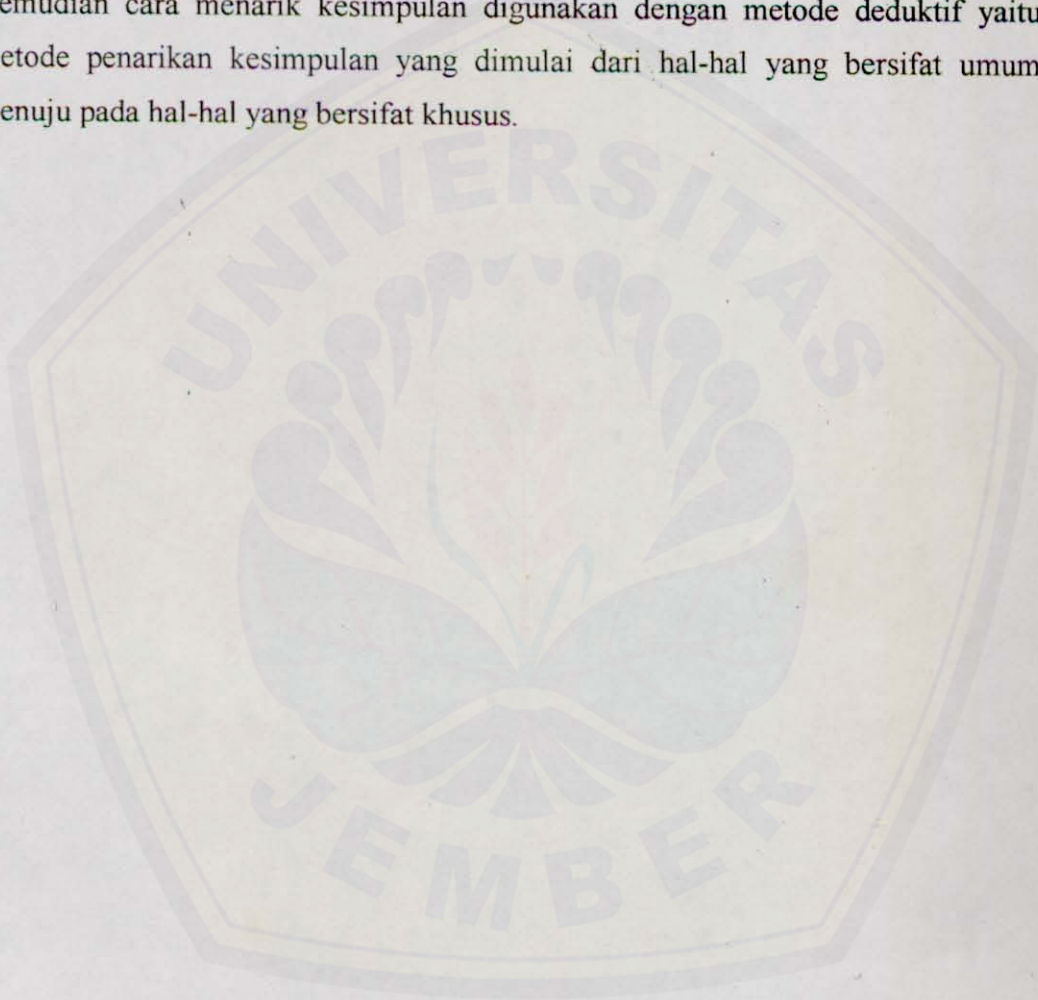 emudian cara menarik kesimpulan digunakan dengan metode deduktif yaitu
etode penarikan kesimpulan yang dimulai dari hal-hal yang bersifat umum
enuju pada hal-hal yang bersifat khusus.
UNIVERSITAS
JEMBER